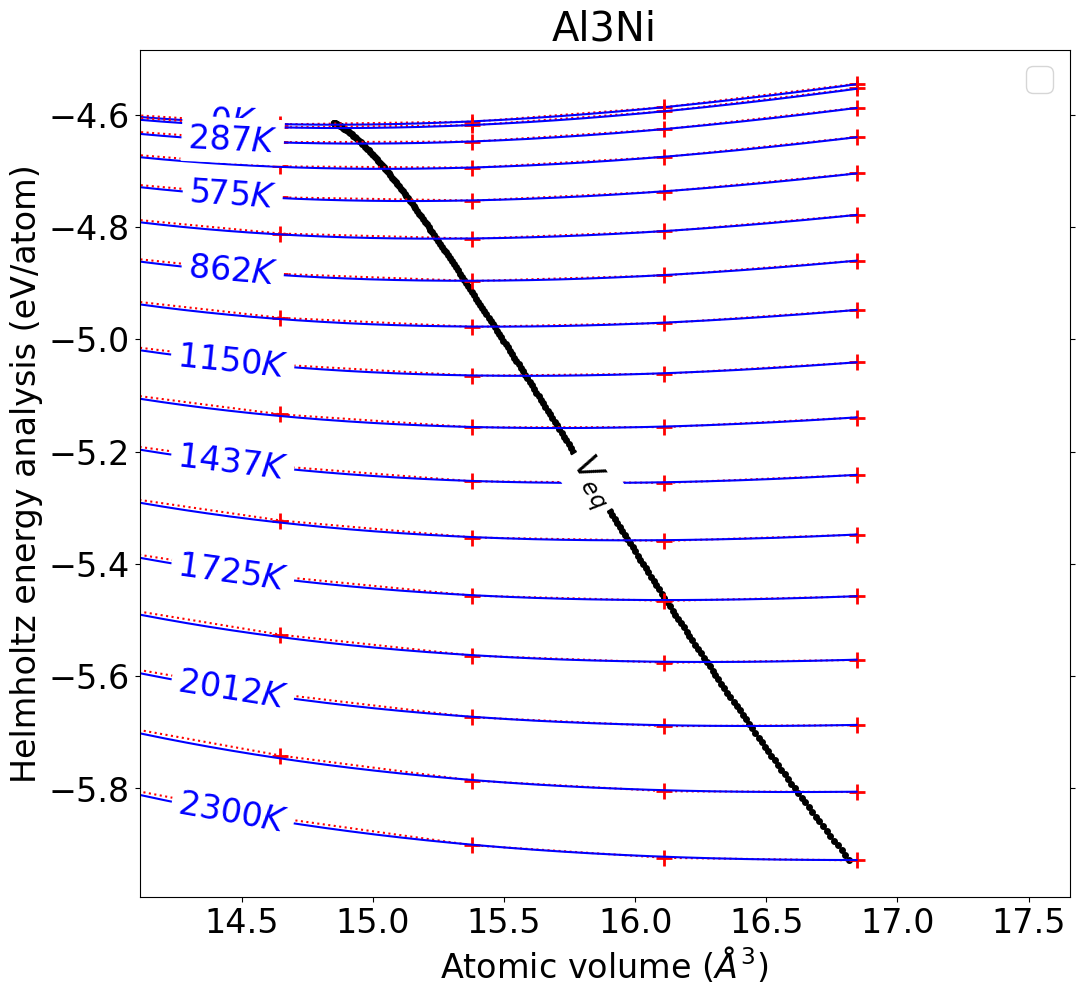 Al3Ni
Helmholtz energy analysis (eV/atom)
−4.6
−4.8
−5.0
−5.2
−5.4
−5.6
−5.8
0K
287K
575K
862K
1150K
1437K
1725K
2012K
2300K
V_eq
14.5 15.0 15.5 16.0 16.5 17.0 17.5
Atomic volume (Å³)